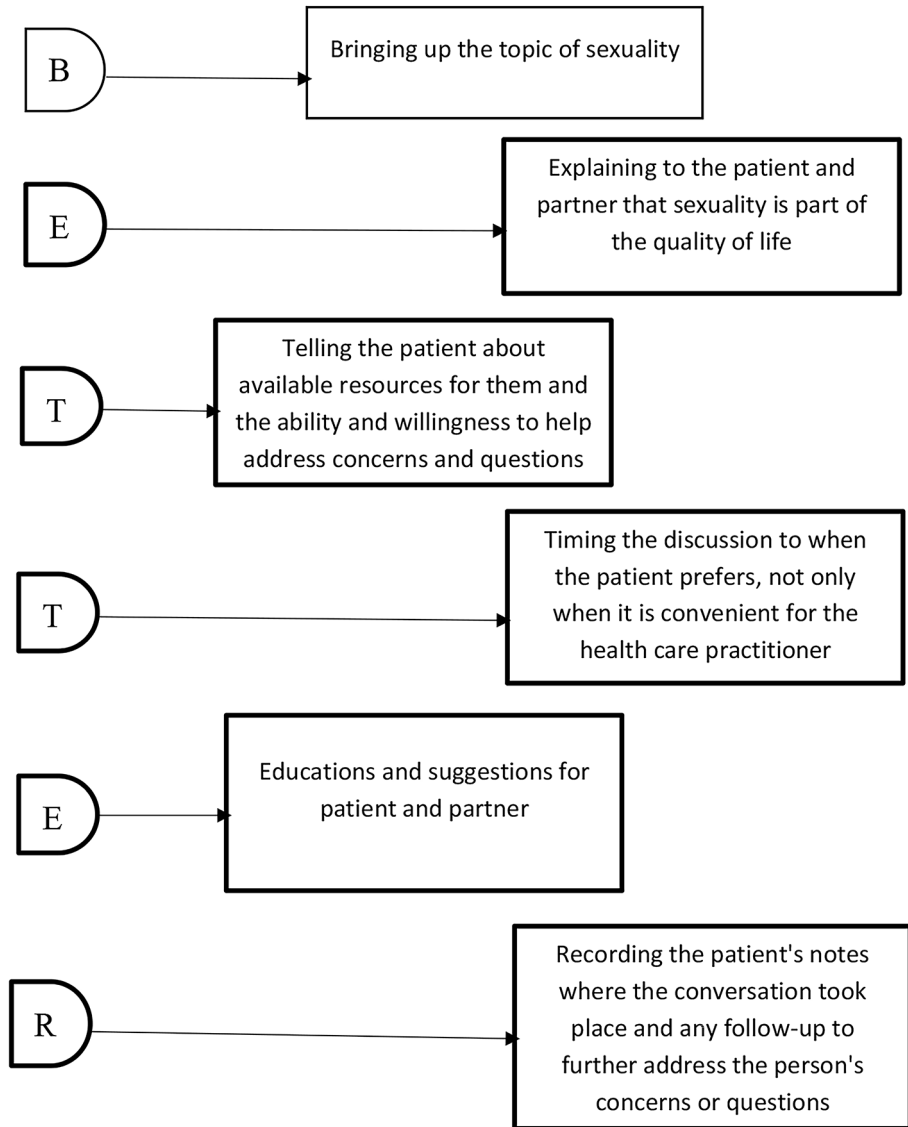 B
Bringing up the topic of sexuality
E
Explaining to the patient and
partner that sexuality is part of
the quality of life
T
Telling the patient about
available resources for them and
the ability and willingness to help
address concerns and questions
T
Timing the discussion to when
the patient prefers, not only
when it is convenient for the
health care practitioner
E
Educations and suggestions for
patient and partner
R
Recording the patient's notes
where the conversation took
place and any follow-up to
further address the person's
concerns or questions